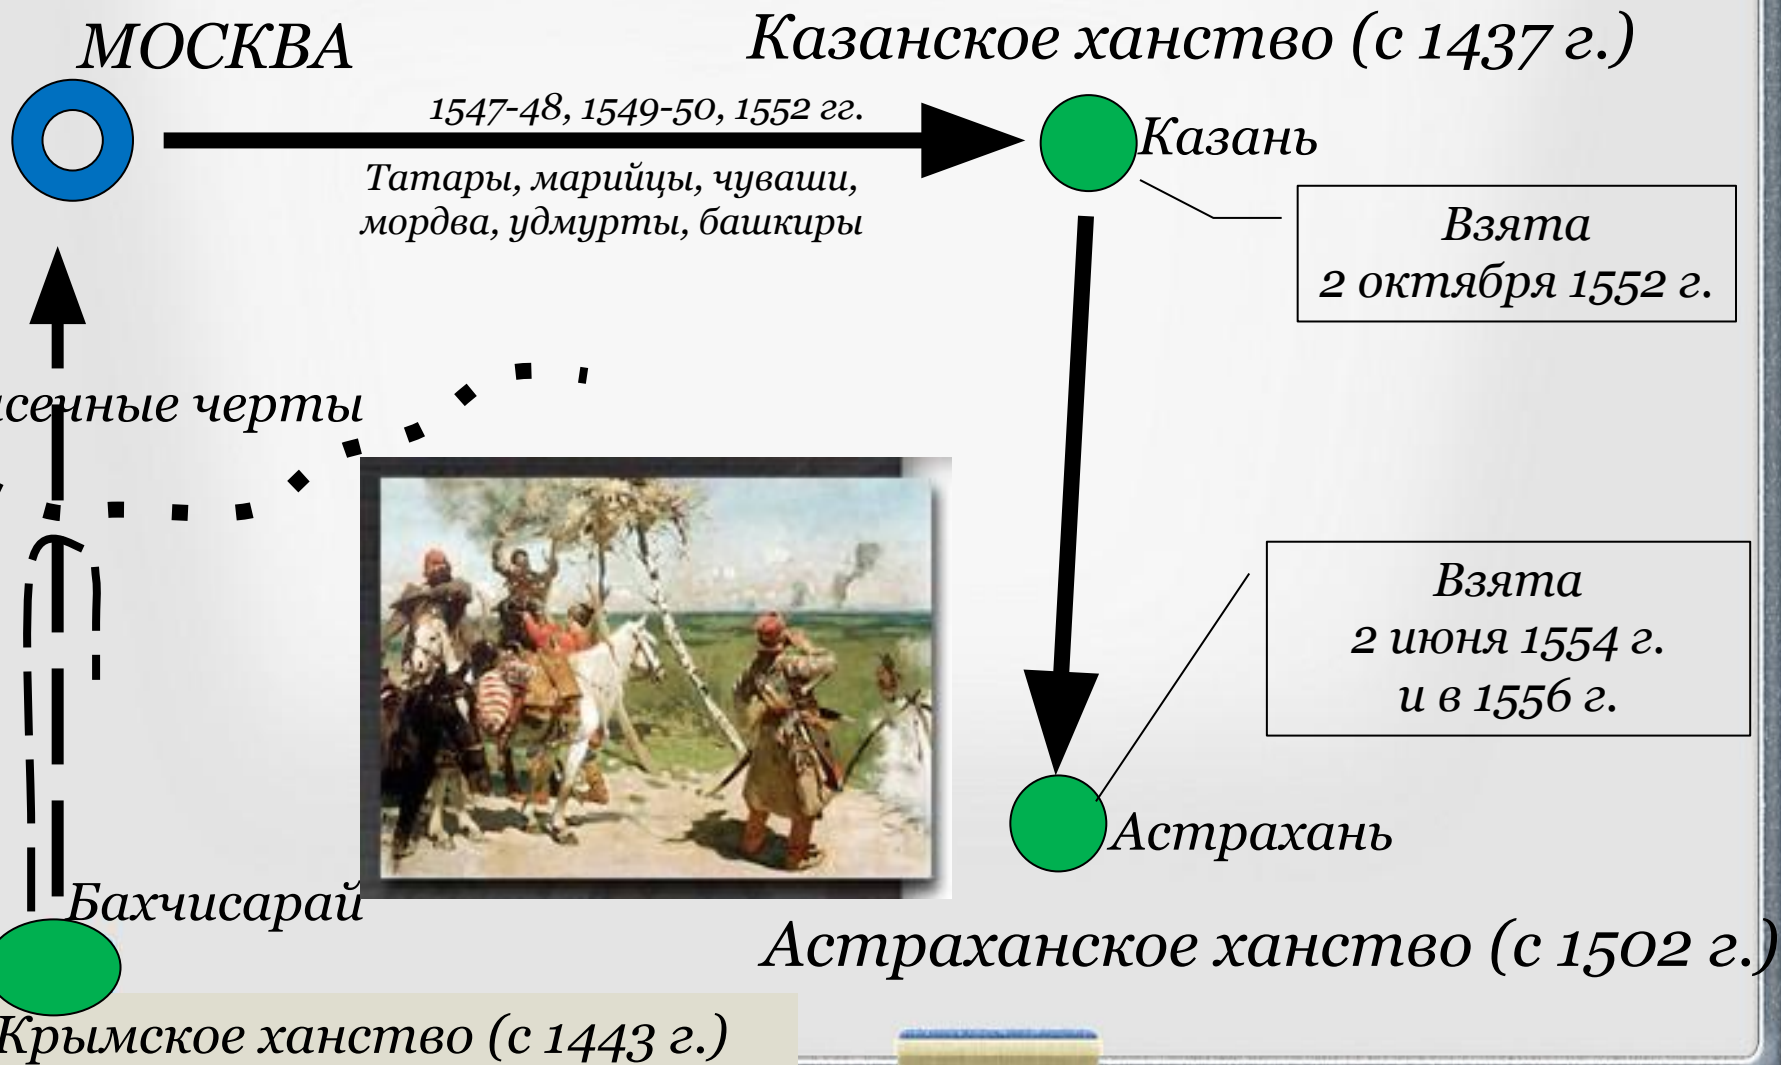 МОСКВА
Казанское ханство (с 1437 г.)
1547-48, 1549-50, 1552 гг.
Казань
Татары, марийцы, чуваши,
мордва, удмурты, башкиры
Взята
2 октября 1552 г.
черты
Взята
2 июня 1554 г.
и в 1556 г.
Астрахань
Бахчисарай
Астраханское ханство (с 1502 г.)
Крымское ханство (с 1443 г.)